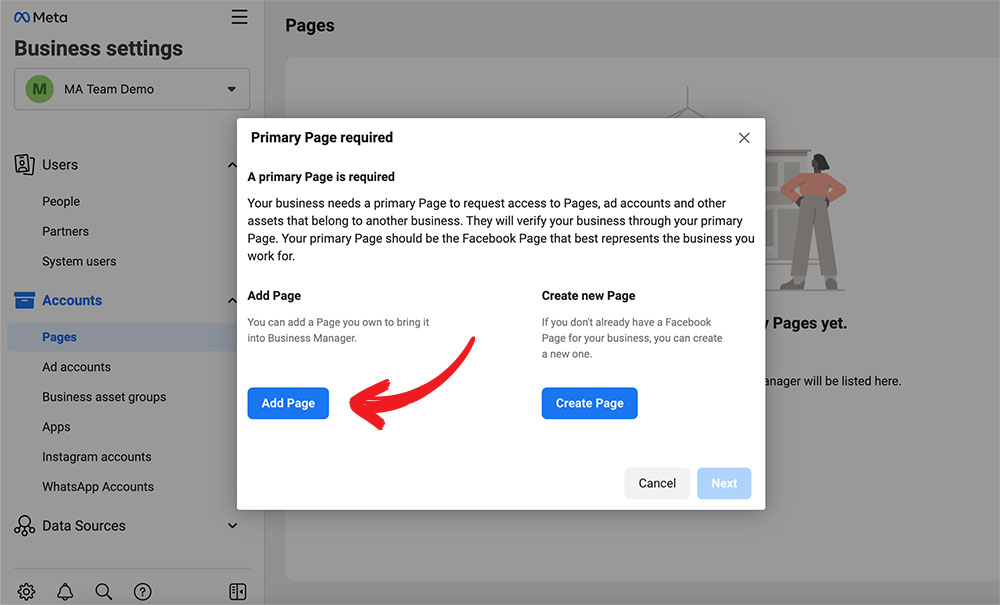 Meta
Business settings
M
MA Team Demo
Users
People
Partners
System users
Accounts
Pages
Ad accounts
Business asset groups
Apps
Instagram accounts
WhatsApp Accounts
Data Sources
?
Pages
Primary Page required
A primary Page is required
Your business needs a primary Page to request access to Pages, ad accounts and other
assets that belong to another business. They will verify your business through your primary
Page. Your primary Page should be the Facebook Page that best represents the business you
work for.
Add Page
You can add a Page you own to bring it
into Business Manager.
Add Page
Create new Page
If you don't already have a Facebook
Page for your business, you can create
a new one.
Create Page
Cancel
Next
Pages yet.
anager will be listed here.